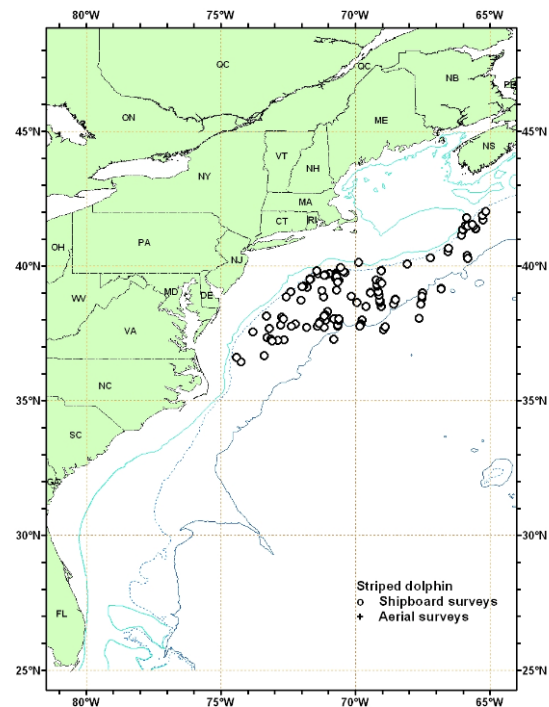 80°W 75°W 70°W 65°W
QC
QC
NB
PE
ON
ME
45°N 45°N
NS
VT
NH
NY
MA
CT RI
PA
OH
NJ
40°N 40°N
MD
DE
WV
VA
NC
35°N 35°N
SC
GA
30°N 30°N
Striped dolphin
Shipboard surveys
FL
Aerial surveys
25°N 25°N
80°W 75°W 70°W 65°W